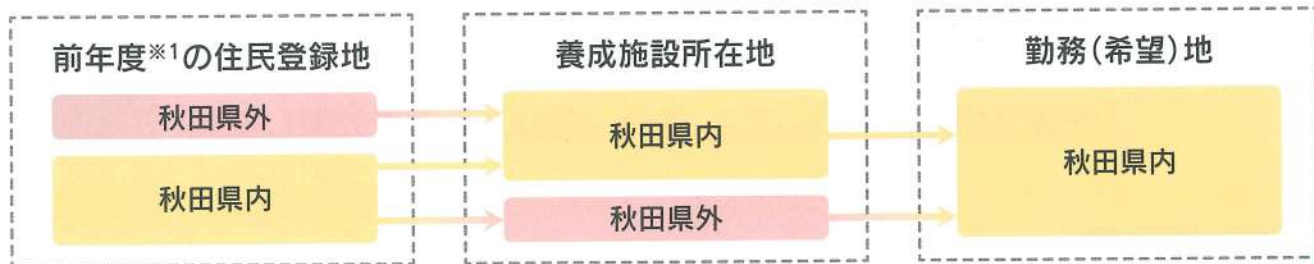 前年度※1の住民登録地
秋田県外
秋田県内
養成施設所在地
秋田県内
秋田県外
勤務(希望)地
秋田県内